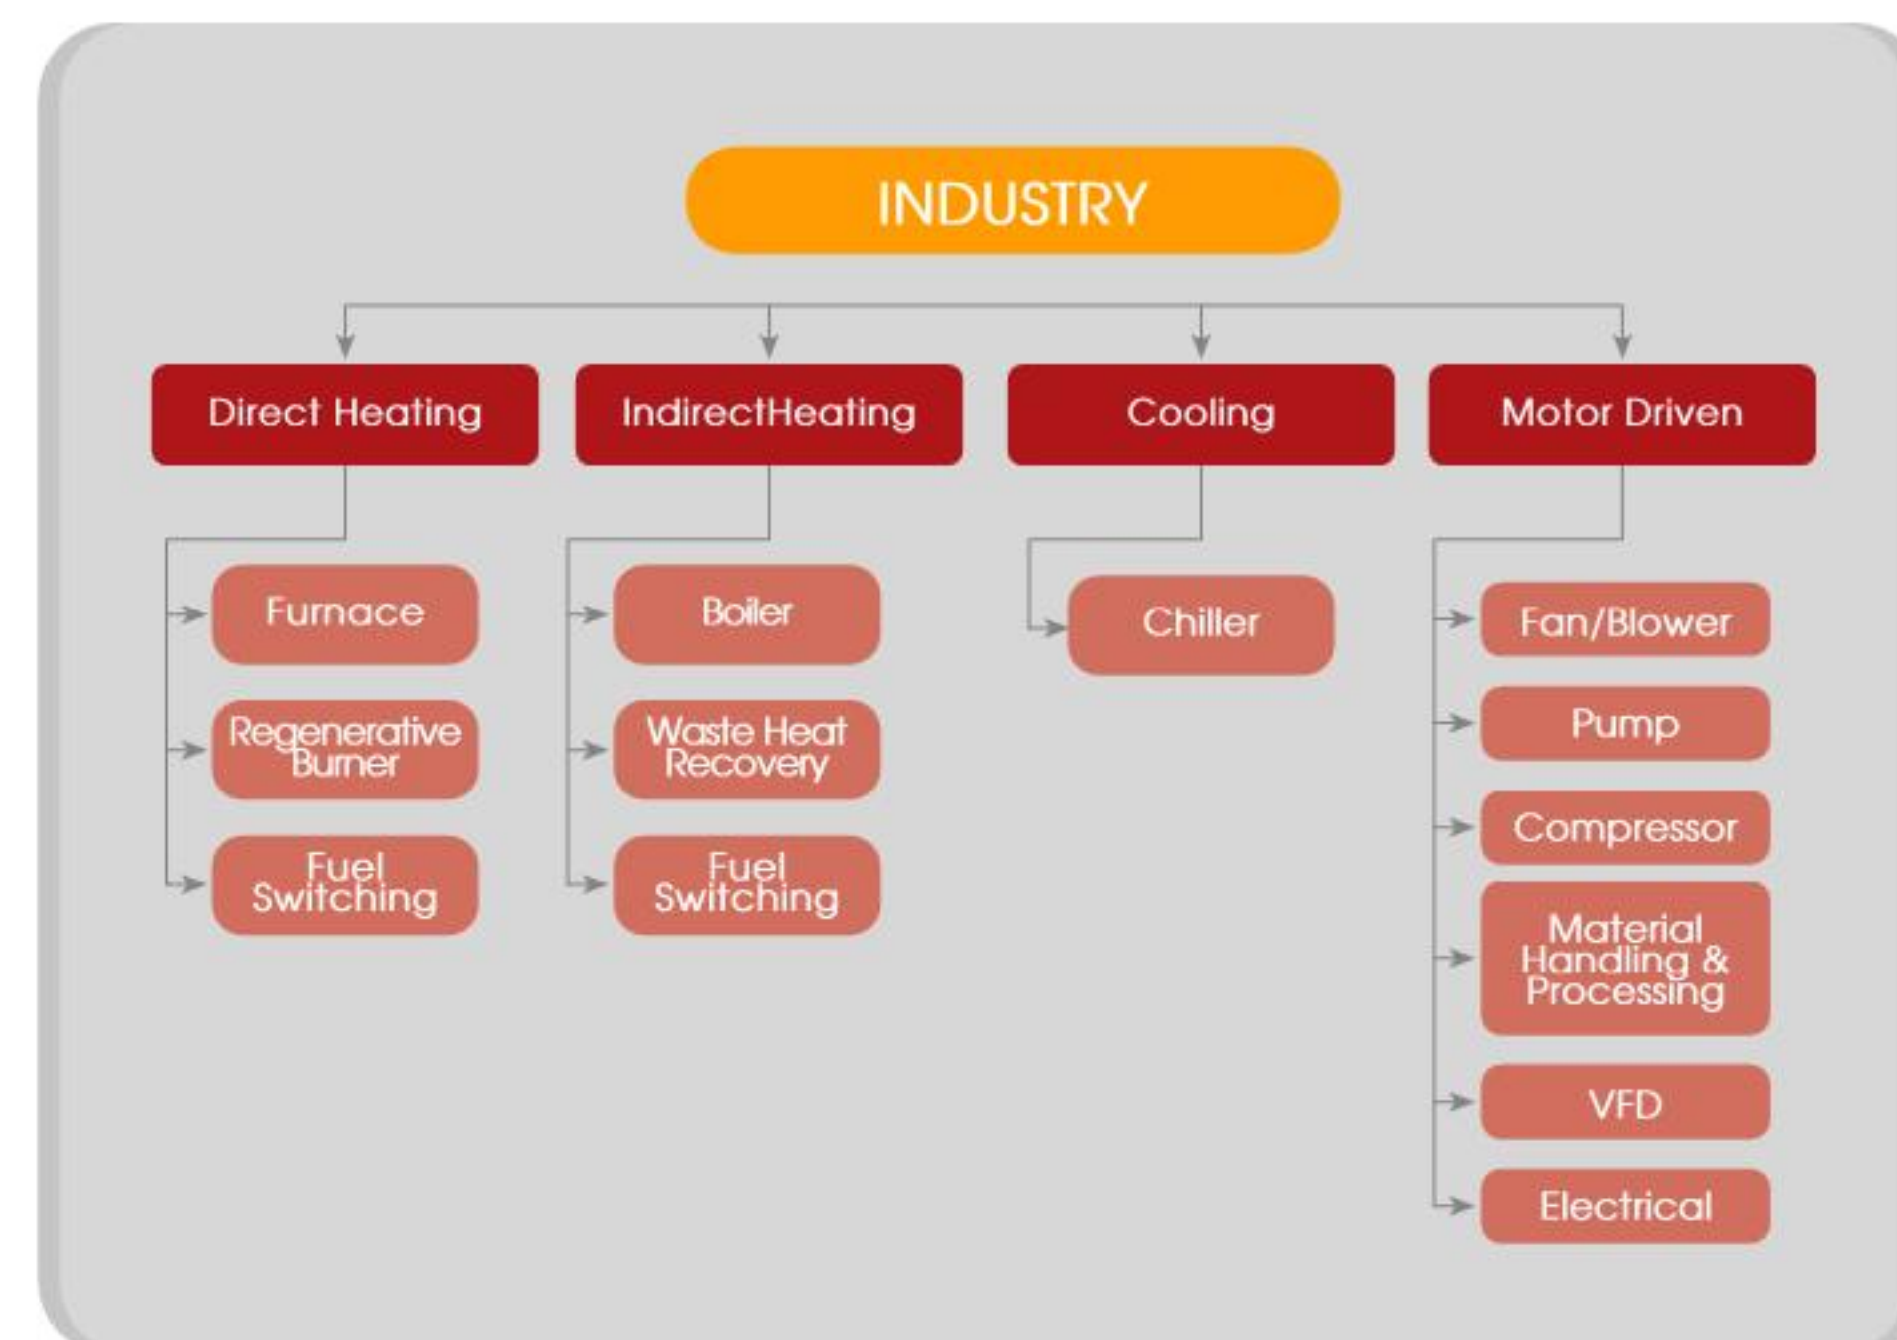 INDUSTRY
Direct Heating
IndirectHeating
Cooling
Motor Driven
Furnace
Regenerative
Burner
Fuel
Switching
Boiler
Waste Heat
Recovery
Fuel
Switching
Chiller
Fan/Blower
Pump
Compressor
Material
Handling &
Processing
VFD
Electrical